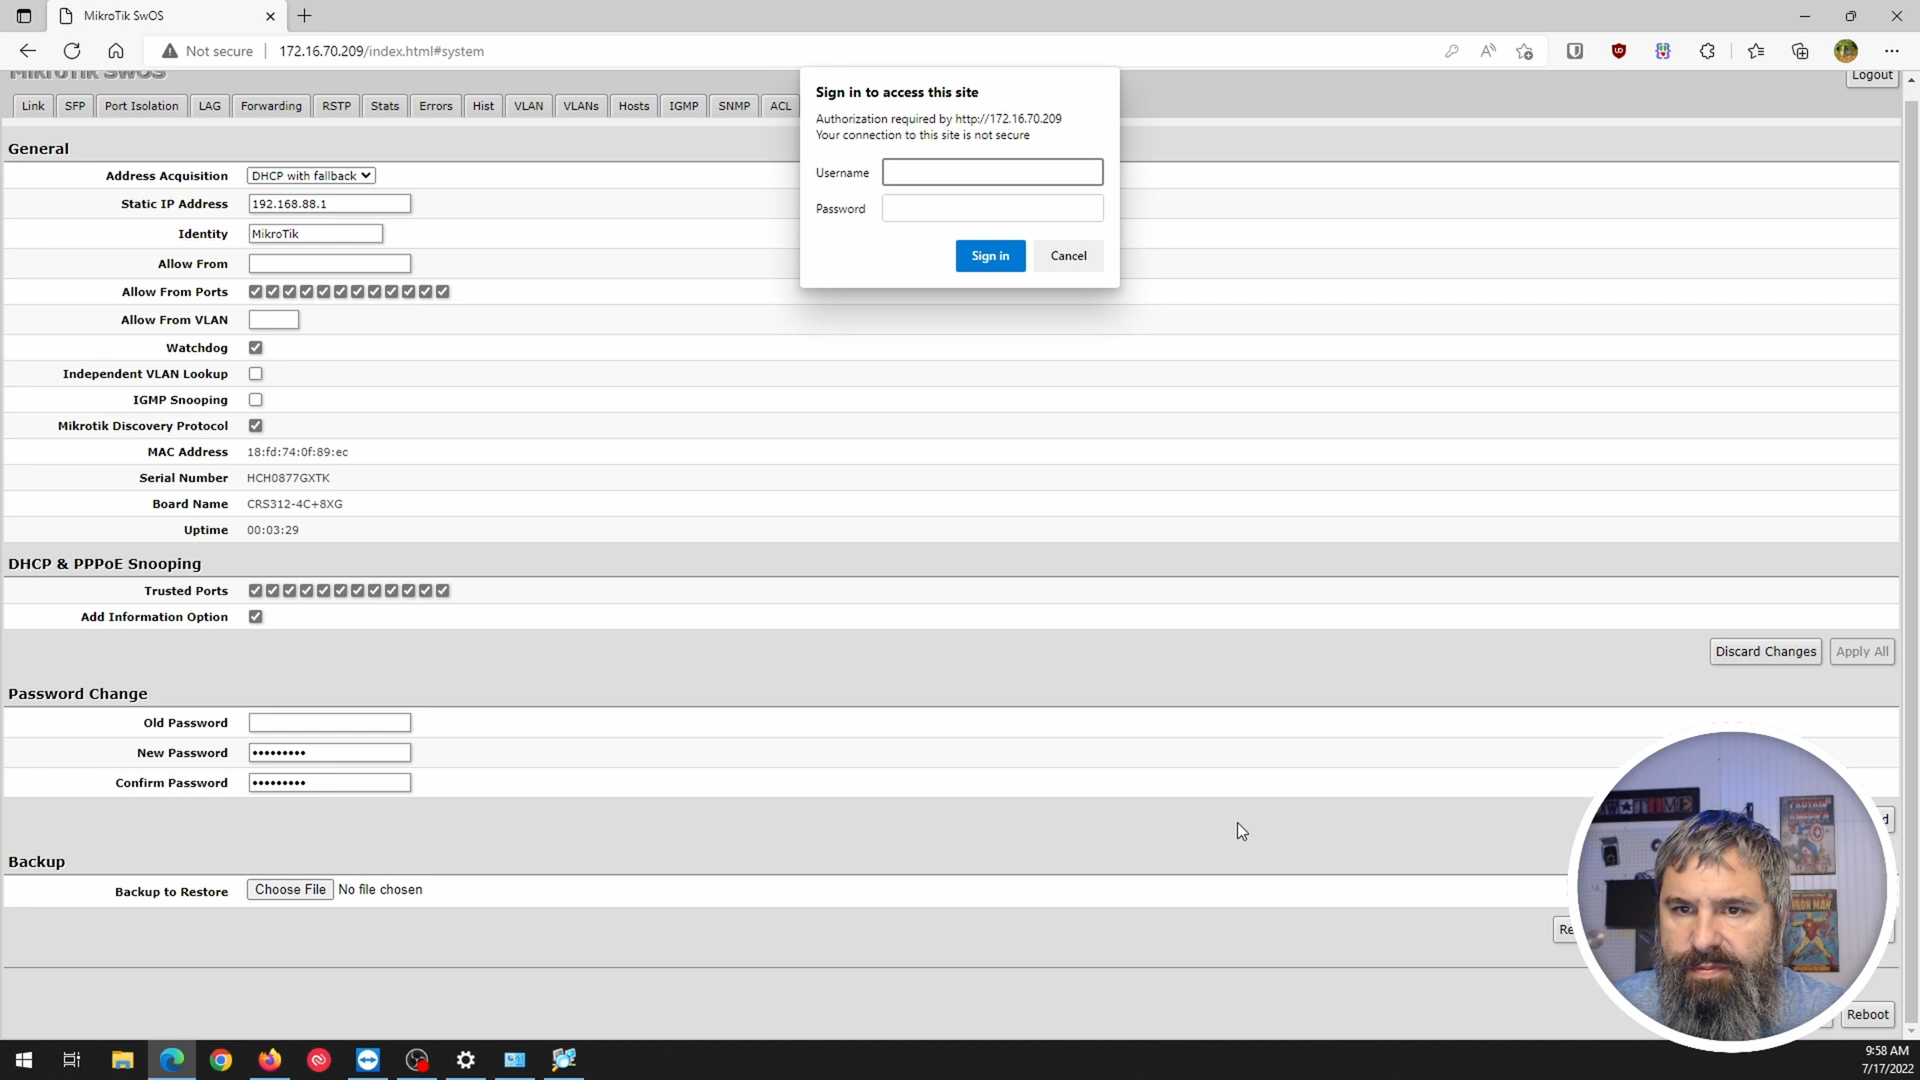 MikroTik SwOS
Not secure
172.16.70.209/index.html#system
MikroTik SwOS
Logout
Link
SFP
Port Isolation
LAG
Forwarding
RSTP
Stats
Errors
Hist
VLAN
VLANs
Hosts
IGMP
SNMP
ACL
Sign in to access this site
Authorization required by http://172.16.70.209
Your connection to this site is not secure
Username
Password
Sign in
Cancel
General
Address Acquisition DHCP with fallback
Static IP Address 192.168.88.1
Identity MikroTik
Allow From
Allow From Ports
Allow From VLAN
Watchdog
Independent VLAN Lookup
IGMP Snooping
Mikrotik Discovery Protocol
MAC Address 18:fd:74:0f:89:ec
Serial Number HCH0877GXTK
Board Name CRS312-4C+8XG
Uptime 00:03:29
DHCP & PPPoE Snooping
Trusted Ports
Add Information Option
Discard Changes
Apply All
Password Change
Old Password
New Password •••••••••
Confirm Password •••••••••
Backup
Backup to Restore Choose File No file chosen
Reboot
CAPTAIN
IRON MAN
9:58 AM
7/17/2022